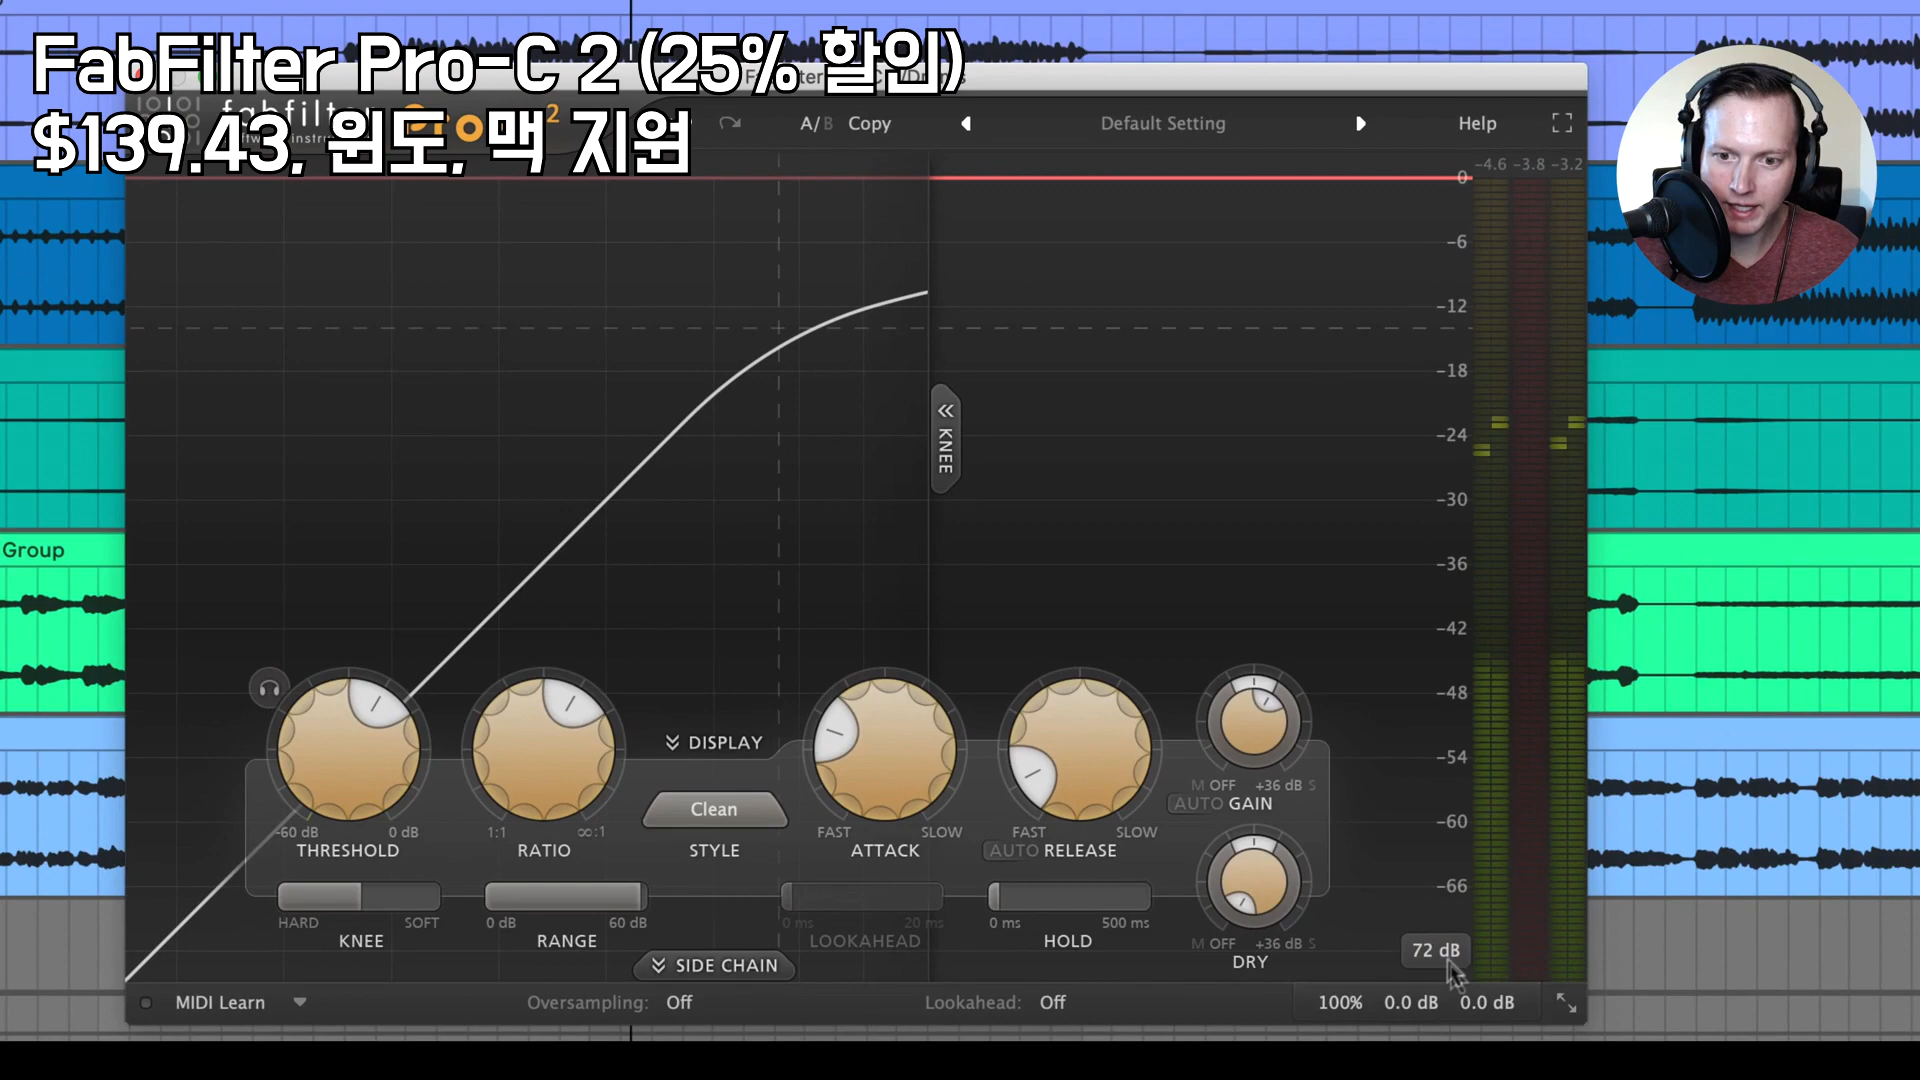 FabFilter Pro-C 2 (25% 할인)
$139.43, 윈도, 맥 지원
A/B Copy
Default Setting
Help
-4.6 -3.8 -3.2
0
-6
-12
-18
-24
-30
-36
-42
-48
-54
-60
-66
72 dB
KNEE
Group
DISPLAY
Clean
STYLE
-60 dB 0 dB
THRESHOLD
1:1 ∞:1
RATIO
FAST SLOW
ATTACK
FAST SLOW
AUTO RELEASE
M OFF +36 dB S
AUTO GAIN
HARD SOFT
KNEE
0 dB 60 dB
RANGE
0 ms 20 ms
LOOKAHEAD
0 ms 500 ms
HOLD
M OFF +36 dB S
DRY
SIDE CHAIN
MIDI Learn
Oversampling: Off
Lookahead: Off
100% 0.0 dB 0.0 dB